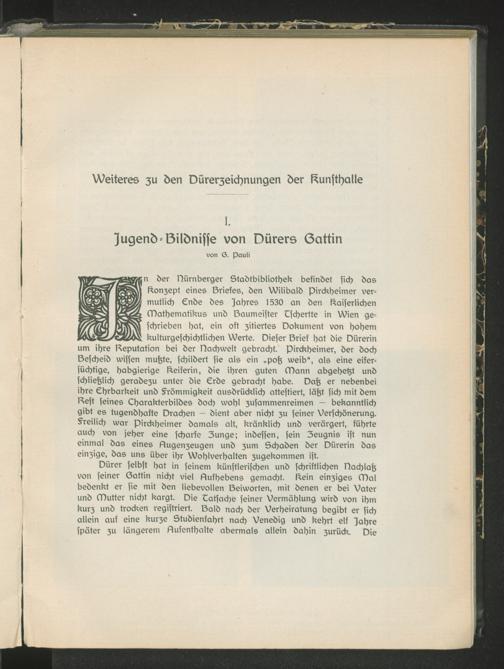 Weiteres zu den Dürerzeichnungen der Kunsthalle
I.
Jugend-Bildnisse von Dürers Gattin
von G. Pauli
In der Nürnberger Stadtbibliothek befindet sich das
Konzept eines Briefes, den Wilibald Pirckheimer ver-
mutlich Ende des Jahres 1530 an den Kaiserlichen
Mathematikus und Baumeister Tschertte in Wien ge-
schrieben hat, ein oft zitiertes Dokument von hohem
kulturgeschichtlichen Werte. Dieser Brief hat die Dürerin
um ihre Reputation bei der Nachwelt gebracht. Pirckheimer, der doch
Bescheid wissen mußte, schildert sie als ein „poß weib“, als eine eifer-
süchtige, habgierige Keiferin, die ihren guten Mann abgehetzt und
schließlich geradezu unter die Erde gebracht habe. Daß er nebenbei
ihre Ehrbarkeit und Frömmigkeit ausdrücklich attestiert, läßt sich mit dem
Rest seines Charakterbildes doch wohl zusammenreimen — bekanntlich
gibt es tugendhafte Drachen — dient aber nicht zu seiner Verschönerung.
Freilich war Pirckheimer damals alt, kränklich und verärgert, führte
auch von jeher eine scharfe Zunge; indessen, sein Zeugnis ist nun
einmal das eines Augenzeugen und zum Schaden der Dürerin das
einzige, das uns über ihr Wohlverhalten zugekommen ist.
Dürer selbst hat in seinem künstlerischen und schriftlichen Nachlaß
von seiner Gattin nicht viel Aufhebens gemacht. Kein einziges Mal
bedenkt er sie mit den liebevollen Beiworten, mit denen er bei Vater
und Mutter nicht kargt. Die Tatsache seiner Vermählung wird von ihm
kurz und trocken registriert. Bald nach der Verheiratung begibt er sich
allein auf eine kurze Studienfahrt nach Venedig und kehrt elf Jahre
später zu längerem Aufenthalte abermals allein dahin zurück. Die